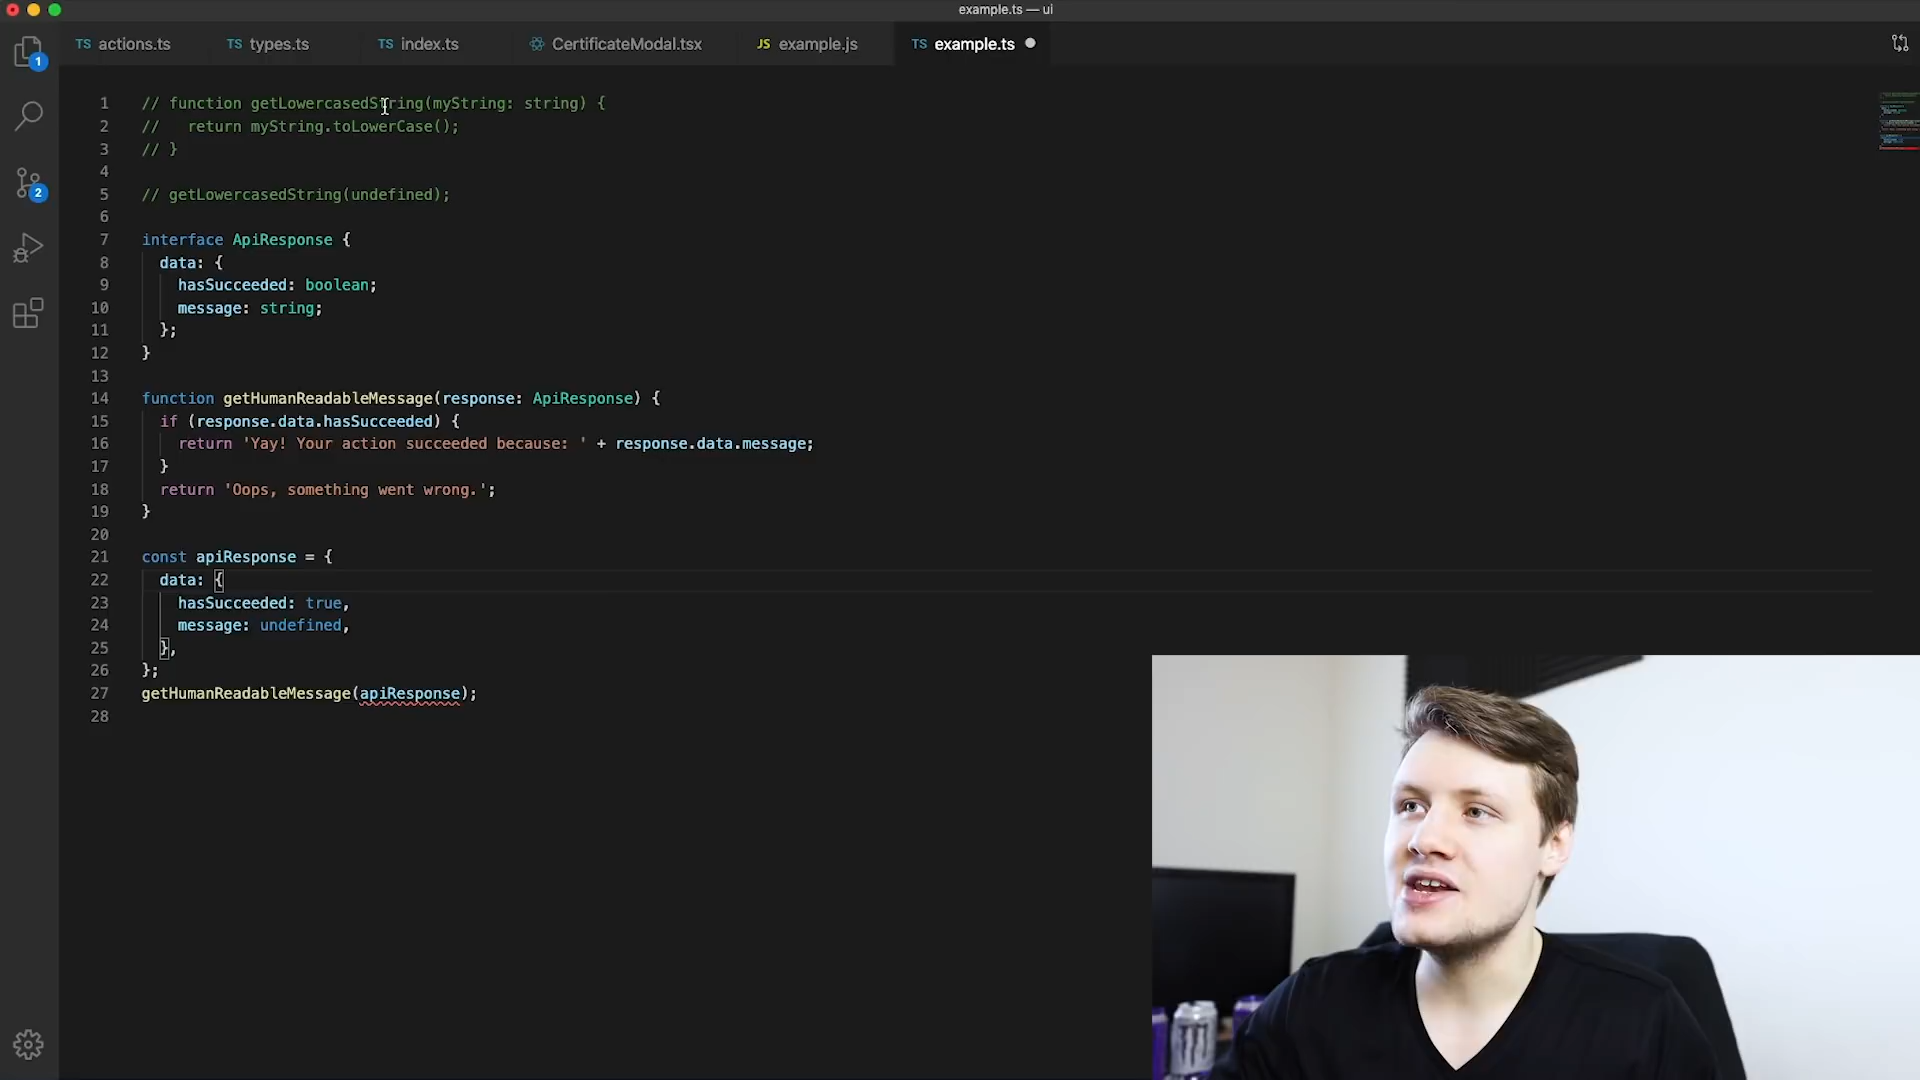 example.ts — ui
TS actions.ts TS types.ts TS index.ts CertificateModal.tsx JS example.js TS example.ts
1
2
1 // function getLowercasedString(myString: string) {
2 //   return myString.toLowerCase();
3 // }
4
5 // getLowercasedString(undefined);
6
7 interface ApiResponse {
8   data: {
9     hasSucceeded: boolean;
10     message: string;
11   };
12 }
13
14 function getHumanReadableMessage(response: ApiResponse) {
15   if (response.data.hasSucceeded) {
16     return 'Yay! Your action succeeded because: ' + response.data.message;
17   }
18   return 'Oops, something went wrong.';
19 }
20
21 const apiResponse = {
22   data: {
23     hasSucceeded: true,
24     message: undefined,
25   },
26 };
27 getHumanReadableMessage(apiResponse);
28